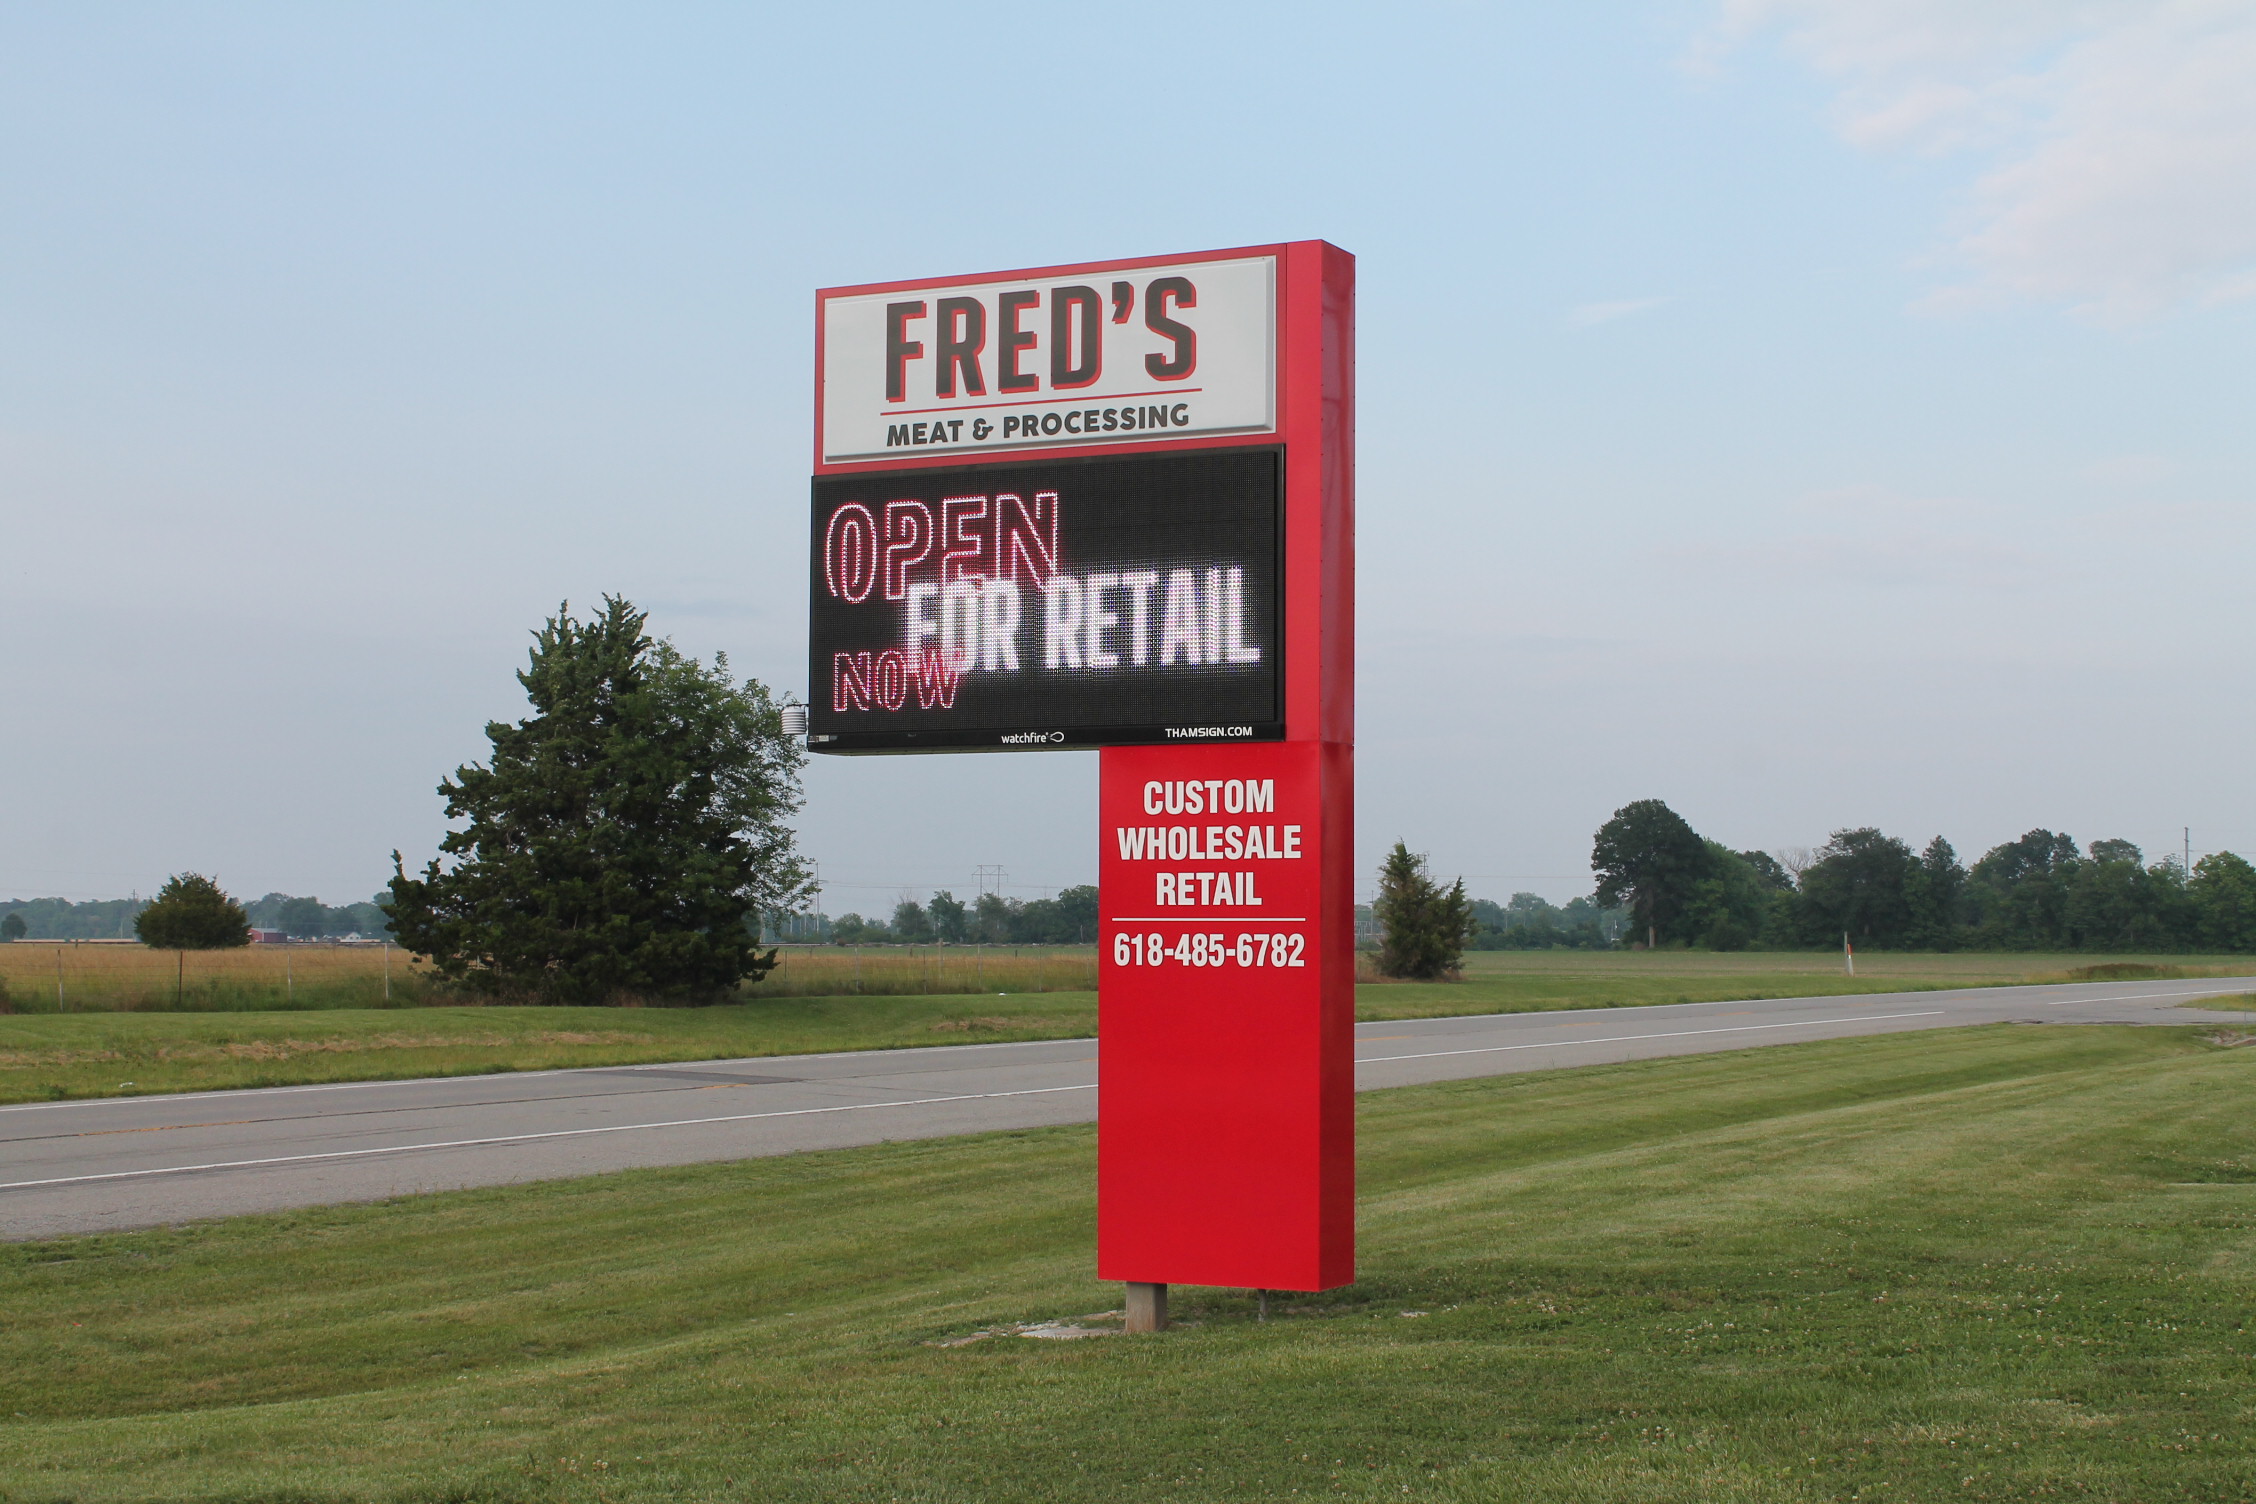 FRED'S
MEAT & PROCESSING
OPEN
FOR RETAIL
NOW
watchfire
THAMSIGN.COM
CUSTOM
WHOLESALE
RETAIL
618-485-6782